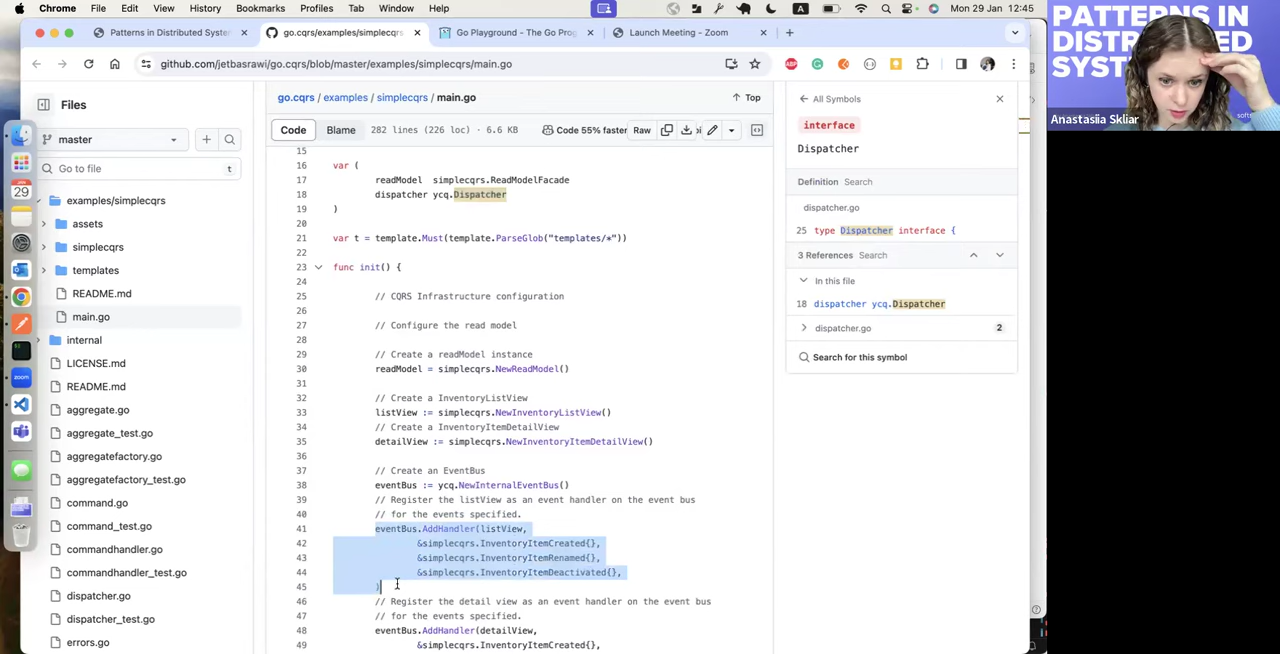 Chrome File Edit View History Bookmarks Profiles Tab Window Help
A
Mon 29 Jan 12:45
Patterns in Distributed Syste
go.cqrs/examples/simplecqrs
Go Playground - The Go Prog
Launch Meeting - Zoom
github.com/jetbasrawi/go.cqrs/blob/master/examples/simplecqrs/main.go
ABP
Files
master
Go to file
t
examples/simplecqrs
assets
simplecqrs
templates
README.md
main.go
internal
LICENSE.md
README.md
aggregate.go
aggregate_test.go
aggregatefactory.go
aggregatefactory_test.go
command.go
command_test.go
commandhandler.go
commandhandler_test.go
dispatcher.go
dispatcher_test.go
errors.go
JAN
29
zoom
go.cqrs / examples / simplecqrs / main.go
Top
Code Blame 282 lines (226 loc) · 6.6 KB Code 55% faster Raw
15
16 var (
17 readModel simplecqrs.ReadModelFacade
18 dispatcher ycq.Dispatcher
19 )
20
21 var t = template.Must(template.ParseGlob("templates/*"))
22
23 func init() {
24
25 // CQRS Infrastructure configuration
26
27 // Configure the read model
28
29 // Create a readModel instance
30 readModel = simplecqrs.NewReadModel()
31
32 // Create a InventoryListView
33 listView := simplecqrs.NewInventoryListView()
34 // Create a InventoryItemDetailView
35 detailView := simplecqrs.NewInventoryItemDetailView()
36
37 // Create an EventBus
38 eventBus := ycq.NewInternalEventBus()
39 // Register the listView as an event handler on the event bus
40 // for the events specified.
41 eventBus.AddHandler(listView,
42 &simplecqrs.InventoryItemCreated{},
43 &simplecqrs.InventoryItemRenamed{},
44 &simplecqrs.InventoryItemDeactivated{},
45 )
46 // Register the detail view as an event handler on the event bus
47 // for the events specified.
48 eventBus.AddHandler(detailView,
49 &simplecqrs.InventoryItemCreated{},
All Symbols
interface
Dispatcher
Definition Search
dispatcher.go
25 type Dispatcher interface {
3 References Search
In this file
18 dispatcher ycq.Dispatcher
dispatcher.go 2
Search for this symbol
PATTERNS IN
Anastasiia Skliar